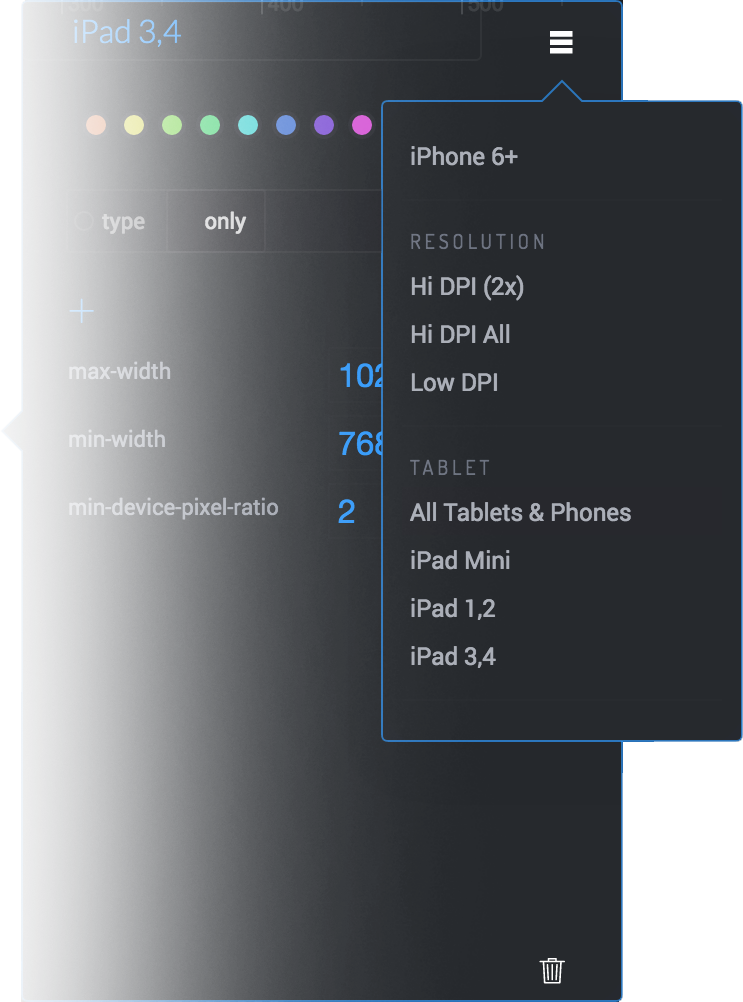 300 400 500
iPad 3,4
iPhone 6+
type only
RESOLUTION
Hi DPI (2x)
Hi DPI All
Low DPI
max-width 102
min-width 768
min-device-pixel-ratio 2
TABLET
All Tablets & Phones
iPad Mini
iPad 1,2
iPad 3,4